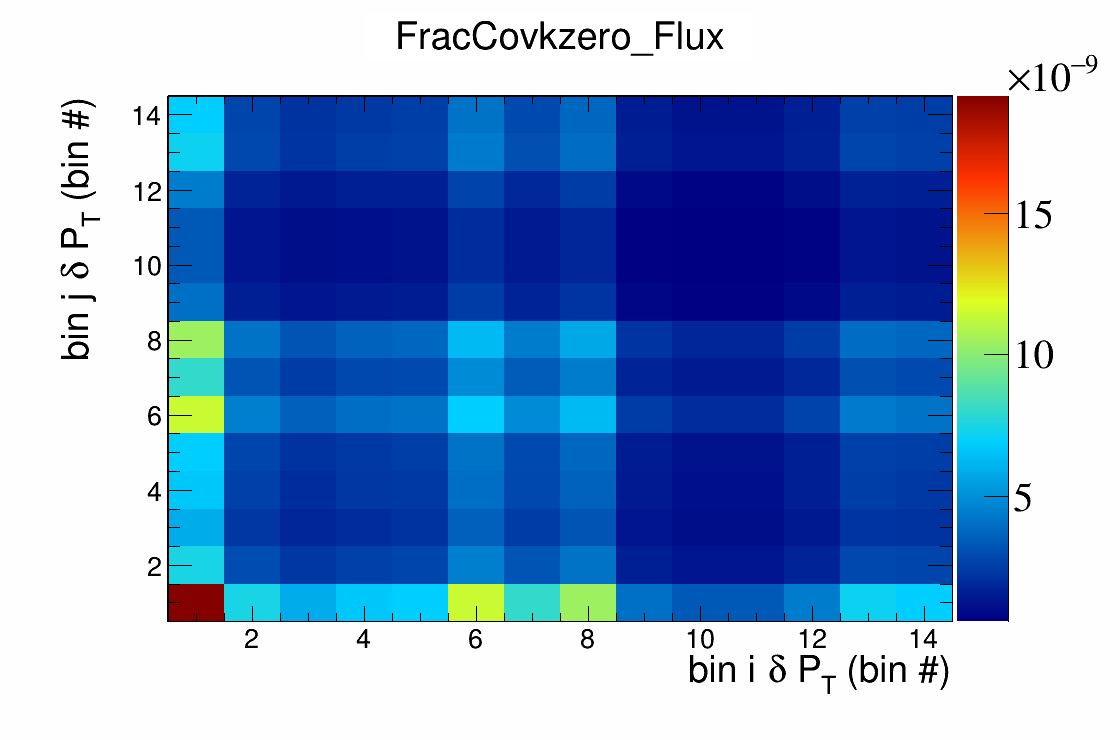 FracCovkzero_Flux
×10⁻⁹
bin j δ P_T (bin #)
14
12
10
8
6
4
2
15
10
5
2 4 6 8 10 12 14
bin i δ P_T (bin #)